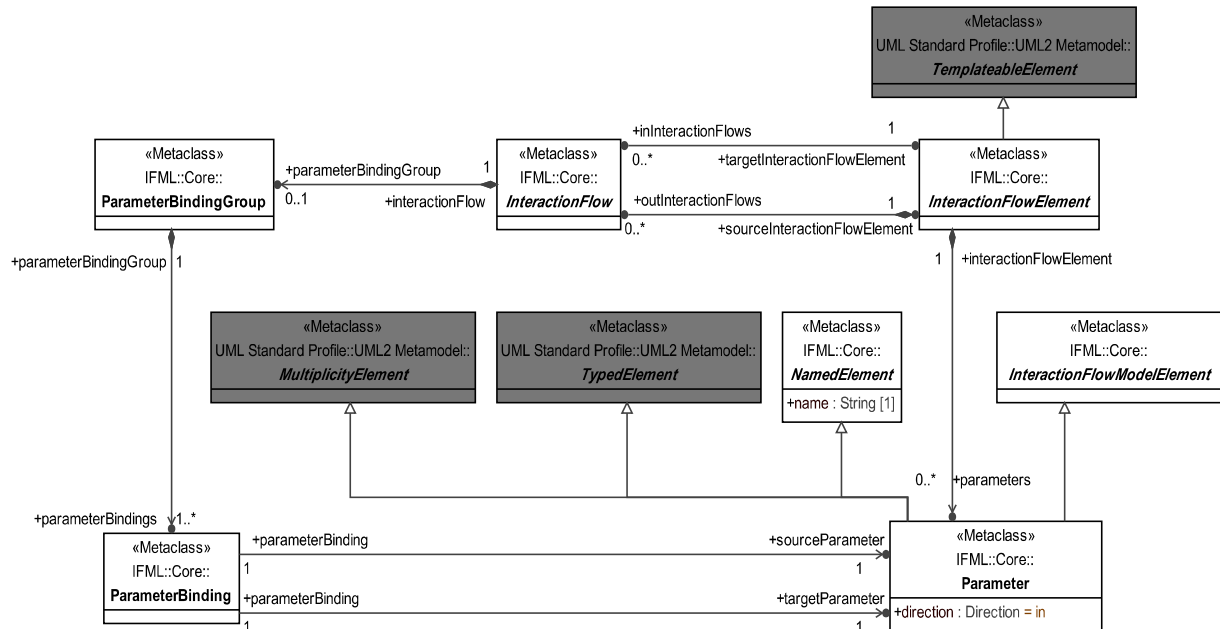 «Metaclass»
UML Standard Profile::UML2 Metamodel::
TemplateableElement
«Metaclass»
IFML::Core::
ParameterBindingGroup
+parameterBindingGroup
0..1
1
+interactionFlow
«Metaclass»
IFML::Core::
InteractionFlow
+inInteractionFlows
0..*
1
+targetInteractionFlowElement
+outInteractionFlows
0..*
1
+sourceInteractionFlowElement
«Metaclass»
IFML::Core::
InteractionFlowElement
+parameterBindingGroup
1
1
+interactionFlowElement
«Metaclass»
UML Standard Profile::UML2 Metamodel::
MultiplicityElement
«Metaclass»
UML Standard Profile::UML2 Metamodel::
TypedElement
«Metaclass»
IFML::Core::
NamedElement
+name : String [1]
«Metaclass»
IFML::Core::
InteractionFlowModelElement
0..*
+parameters
+parameterBindings
1..*
«Metaclass»
IFML::Core::
ParameterBinding
+parameterBinding
1
+sourceParameter
1
+parameterBinding
1
+targetParameter
1
«Metaclass»
IFML::Core::
Parameter
+direction : Direction = in